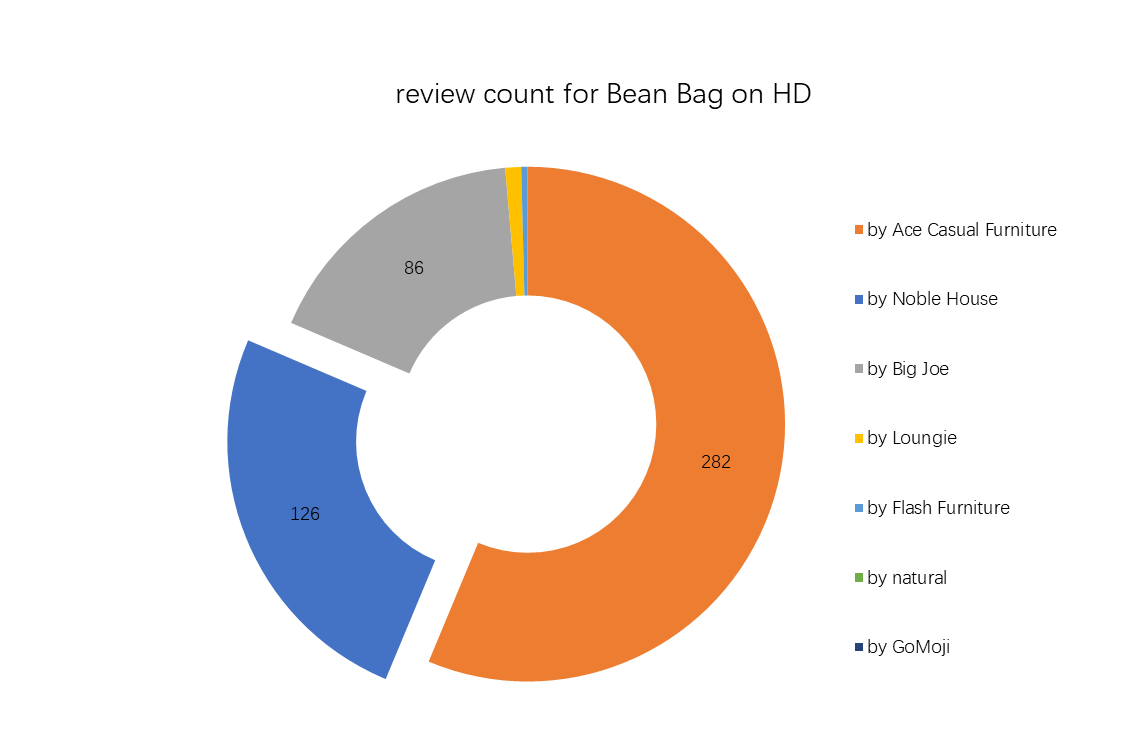 review count for Bean Bag on HD
by Ace Casual Furniture
by Noble House
by Big Joe
86
by Loungie
282
by Flash Furniture
126
by natural
by GoMoji